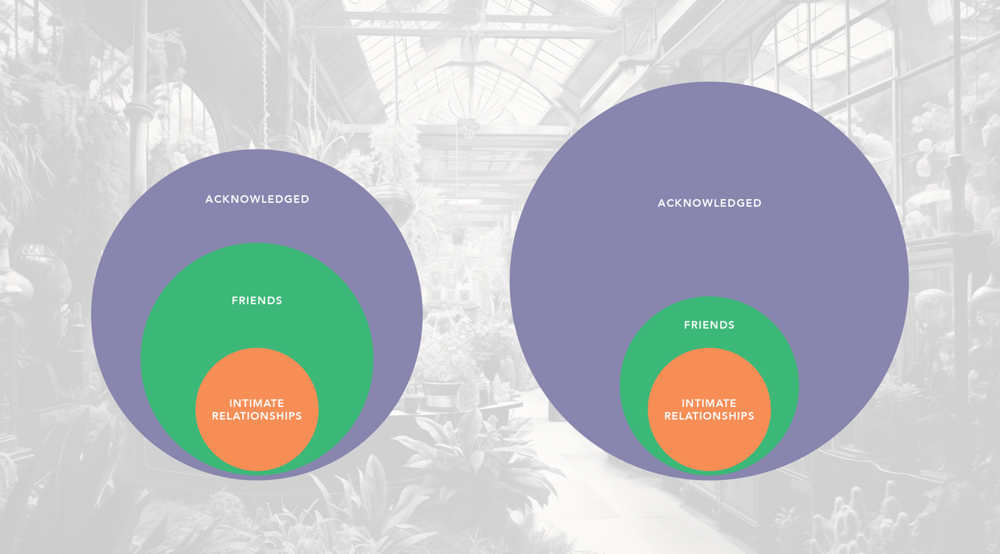 ACKNOWLEDGED
FRIENDS
INTIMATE
RELATIONSHIPS
ACKNOWLEDGED
FRIENDS
INTIMATE
RELATIONSHIPS